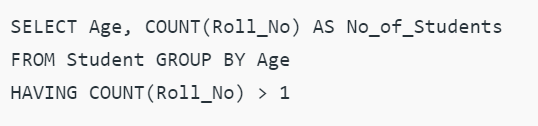 SELECT Age, COUNT(Roll_No) AS No_of_Students
FROM Student GROUP BY Age
HAVING COUNT(Roll_No) > 1